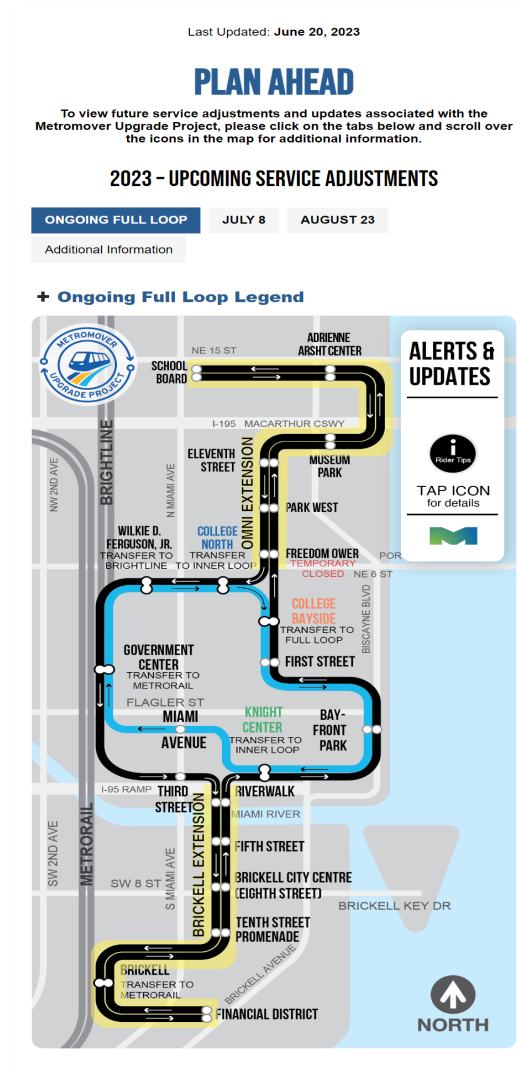 Last Updated: June 20, 2023
PLAN AHEAD
To view future service adjustments and updates associated with the
Metromover Upgrade Project, please click on the tabs below and scroll over
the icons in the map for additional information.
2023 – UPCOMING SERVICE ADJUSTMENTS
ONGOING FULL LOOP
JULY 8
AUGUST 23
Additional Information
+ Ongoing Full Loop Legend
METROMOVER
UPGRADE PROJECT
NE 15 ST
ADRIENNE
ARSHT CENTER
SCHOOL
BOARD
ALERTS &
UPDATES
i
Rider Tips
TAP ICON
for details
I-195 MACARTHUR CSWY
NW 2ND AVE
BRIGHTLINE
N MIAMI AVE
OMNI EXTENSION
ELEVENTH
STREET
MUSEUM
PARK
PARK WEST
WILKIE D.
FERGUSON, JR.
TRANSFER TO
BRIGHTLINE
COLLEGE
NORTH
TRANSFER
TO INNER LOOP
FREEDOM OWER
TEMPORARY
CLOSED
POR
NE 6 ST
BISCAYNE BLVD
COLLEGE
BAYSIDE
TRANSFER TO
FULL LOOP
FIRST STREET
GOVERNMENT
CENTER
TRANSFER TO
METRORAIL
FLAGLER ST
MIAMI
AVENUE
KNIGHT
CENTER
TRANSFER TO
INNER LOOP
BAY-
FRONT
PARK
I-95 RAMP
THIRD
STREET
RIVERWALK
MIAMI RIVER
SW 2ND AVE
METRORAIL
S MIAMI AVE
BRICKELL EXTENSION
FIFTH STREET
SW 8 ST
BRICKELL CITY CENTRE
(EIGHTH STREET)
BRICKELL KEY DR
TENTH STREET
PROMENADE
BRICKELL AVENUE
BRICKELL
TRANSFER TO
METRORAIL
FINANCIAL DISTRICT
NORTH